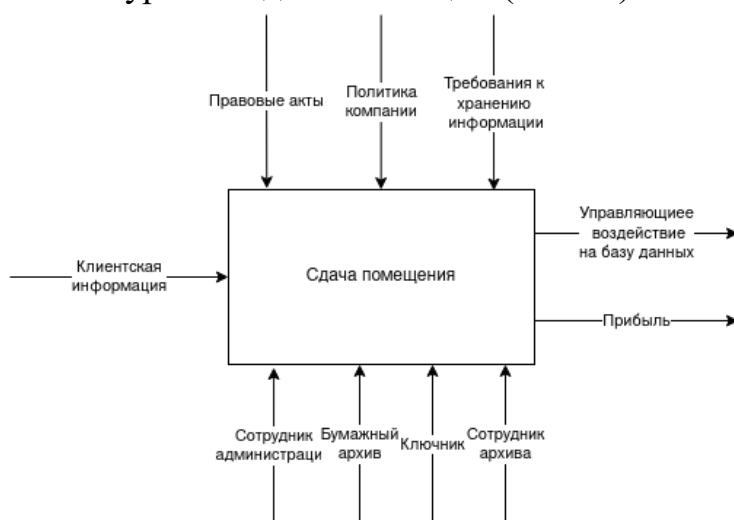 Правовые акты
Политика
компании
Требования к
хранению
информации
Управляющиее
воздействие
на базу данных
Клиентская
информация
Сдача помещения
Прибыль
Сотрудник
администраци
Бумажный
архив
Ключник
Сотрудник
архива